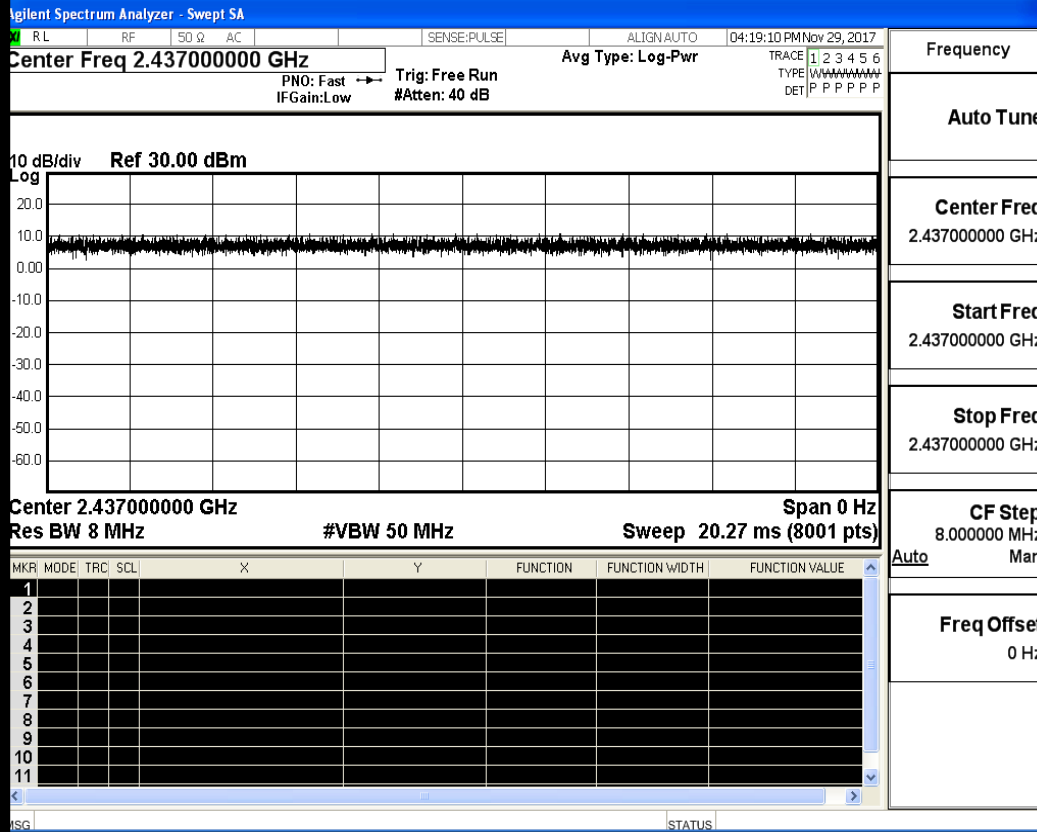 Agilent Spectrum Analyzer - Swept SA
RL RF 50 Ω AC SENSE:PULSE ALIGN AUTO 04:19:10 PM Nov 29, 2017
Center Freq 2.437000000 GHz
PNO: Fast
IFGain:Low
Trig: Free Run
#Atten: 40 dB
Avg Type: Log-Pwr
TRACE 1 2 3 4 5 6
TYPE WWWWWW
DET P P P P P P
10 dB/div Ref 30.00 dBm
Log
20.0
10.0
0.00
-10.0
-20.0
-30.0
-40.0
-50.0
-60.0
Center 2.437000000 GHz Span 0 Hz
Res BW 8 MHz #VBW 50 MHz Sweep 20.27 ms (8001 pts)
MKR MODE TRC SCL X Y FUNCTION FUNCTION WIDTH FUNCTION VALUE
1
2
3
4
5
6
7
8
9
10
11
MSG STATUS
Frequency
Auto Tune
Center Freq
2.437000000 GHz
Start Freq
2.437000000 GHz
Stop Freq
2.437000000 GHz
CF Step
8.000000 MHz
Auto Man
Freq Offset
0 Hz